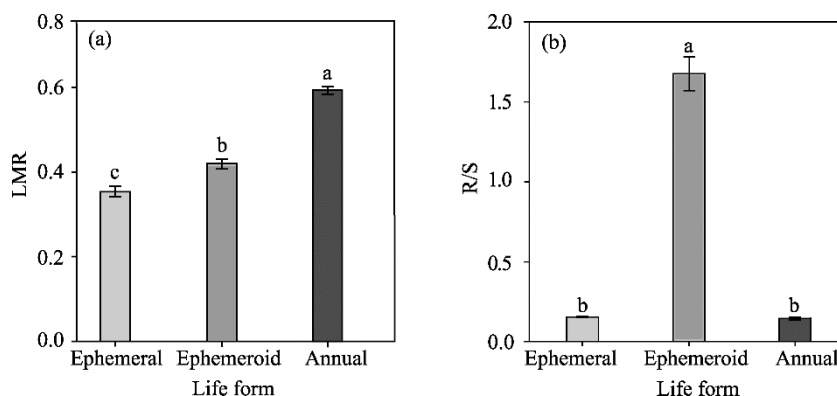 (a)
LMR
0.8
0.6
0.4
0.2
0.0
c
b
a
Ephemeral Ephemeroid Annual
Life form
(b)
R/S
2.0
1.5
1.0
0.5
0.0
b
a
b
Ephemeral Ephemeroid Annual
Life form